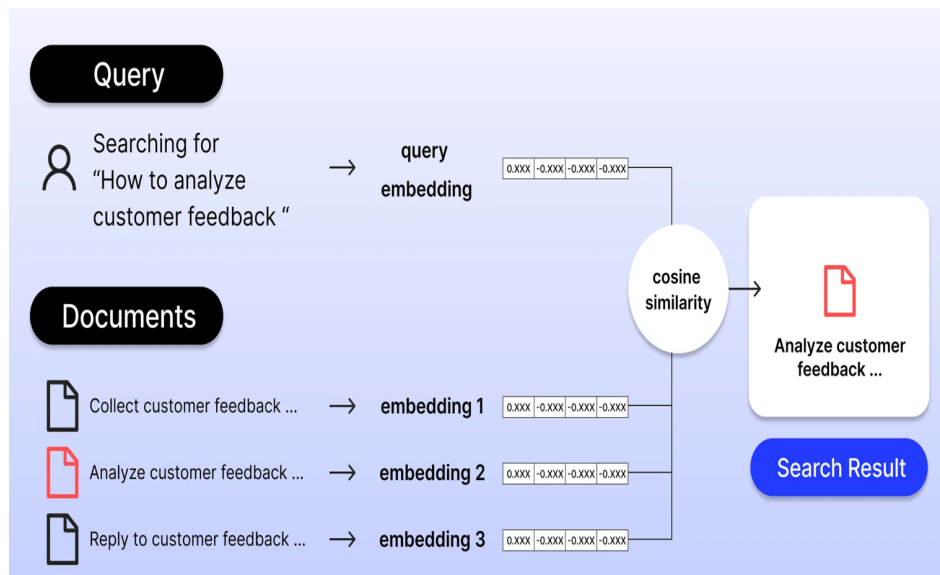 Query
Searching for
“How to analyze
customer feedback “
query
embedding
0.XXX -0.XXX -0.XXX -0.XXX
Documents
Collect customer feedback ...
embedding 1
0.XXX -0.XXX -0.XXX -0.XXX
Analyze customer feedback ...
embedding 2
0.XXX -0.XXX -0.XXX -0.XXX
Reply to customer feedback ...
embedding 3
0.XXX -0.XXX -0.XXX -0.XXX
cosine
similarity
Analyze customer
feedback ...
Search Result